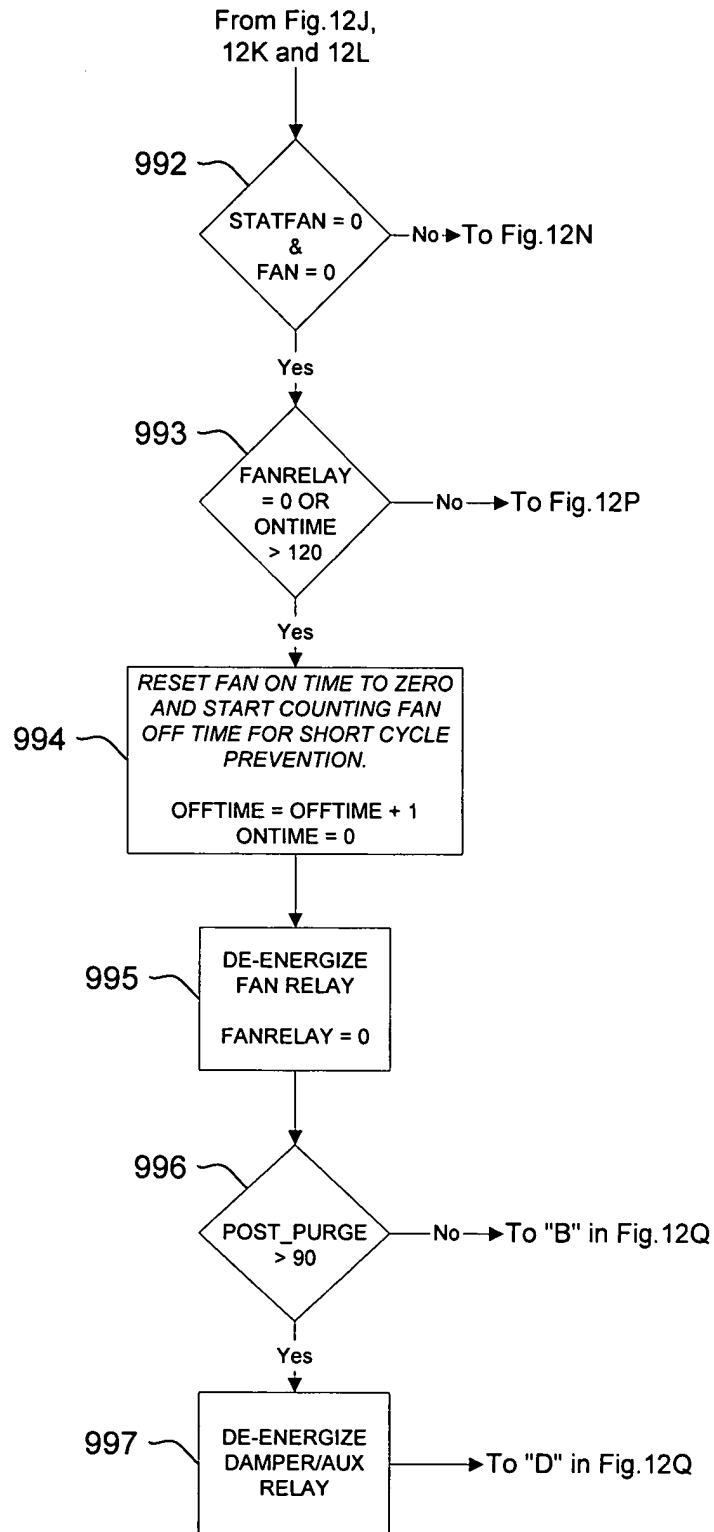 From Fig.12J,
12K and 12L
992
STATFAN = 0
&
FAN = 0
No
To Fig.12N
Yes
993
FANRELAY
= 0 OR
ONTIME
> 120
No
To Fig.12P
Yes
994
RESET FAN ON TIME TO ZERO
AND START COUNTING FAN
OFF TIME FOR SHORT CYCLE
PREVENTION.
OFFTIME = OFFTIME + 1
ONTIME = 0
995
DE-ENERGIZE
FAN RELAY
FANRELAY = 0
996
POST_PURGE
> 90
No
To "B" in Fig.12Q
Yes
997
DE-ENERGIZE
DAMPER/AUX
RELAY
To "D" in Fig.12Q